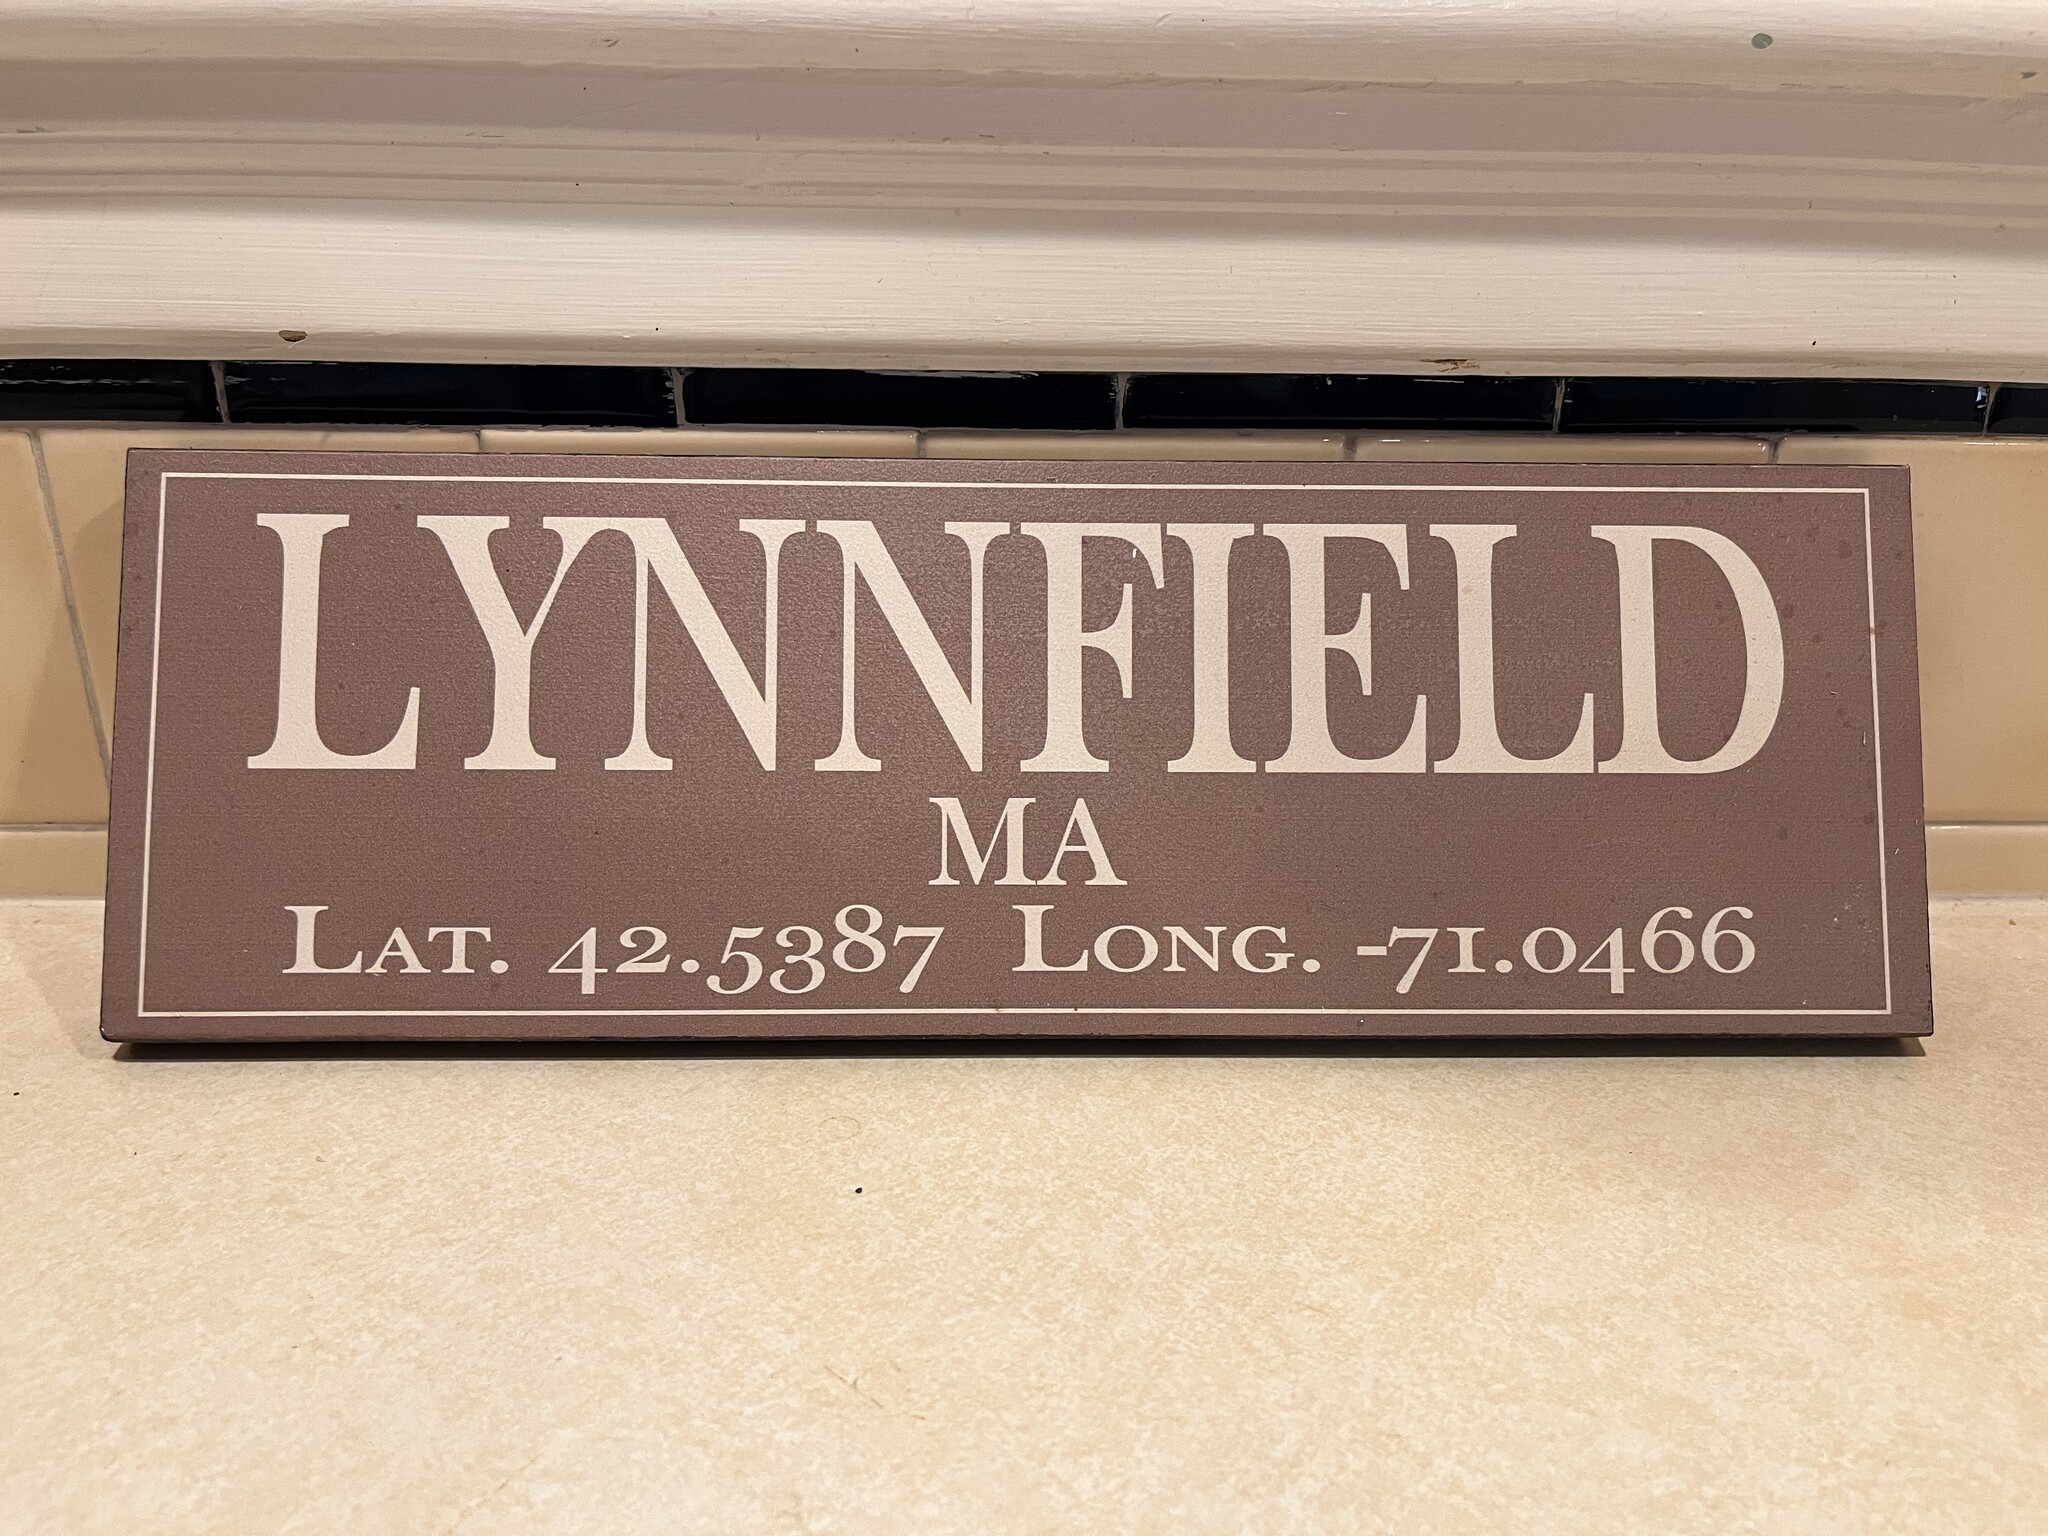 LYNNFIELD
MA
LAT. 42.5387 LONG. -71.0466